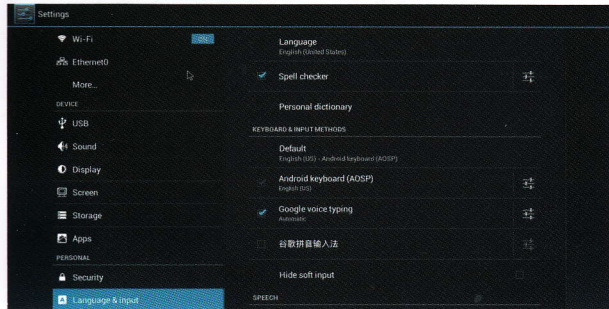 Settings
Wi-Fi
ON
Ethernet0
More...
DEVICE
USB
Sound
Display
Screen
Storage
Apps
PERSONAL
Security
Language & input
Language
English (United States)
Spell checker
Personal dictionary
KEYBOARD & INPUT METHODS
Default
English (US) - Android keyboard (AOSP)
Android keyboard (AOSP)
English (US)
Google voice typing
Automatic
谷歌拼音输入法
Hide soft input
SPEECH